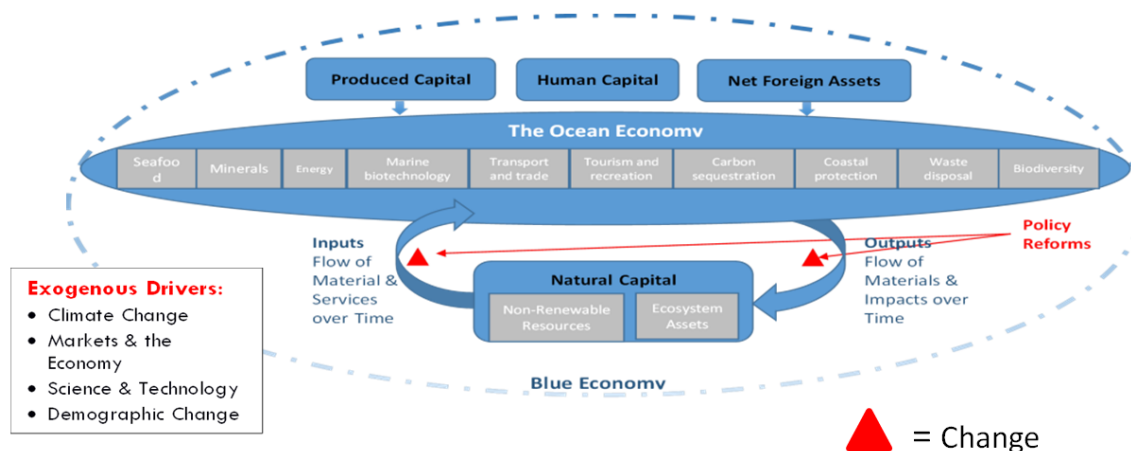 Produced Capital
Human Capital
Net Foreign Assets
The Ocean Economy
Seafoo
d
Minerals
Energy
Marine
biotechnology
Transport
and trade
Tourism and
recreation
Carbon
sequestration
Coastal
protection
Waste
disposal
Biodiversity
Inputs
Flow of
Material &
Services
over Time
Natural Capital
Non-Renewable
Resources
Ecosystem
Assets
Outputs
Flow of
Materials &
Impacts over
Time
Policy
Reforms
Exogenous Drivers:
• Climate Change
• Markets & the
Economy
• Science & Technology
• Demographic Change
Blue Economy
= Change